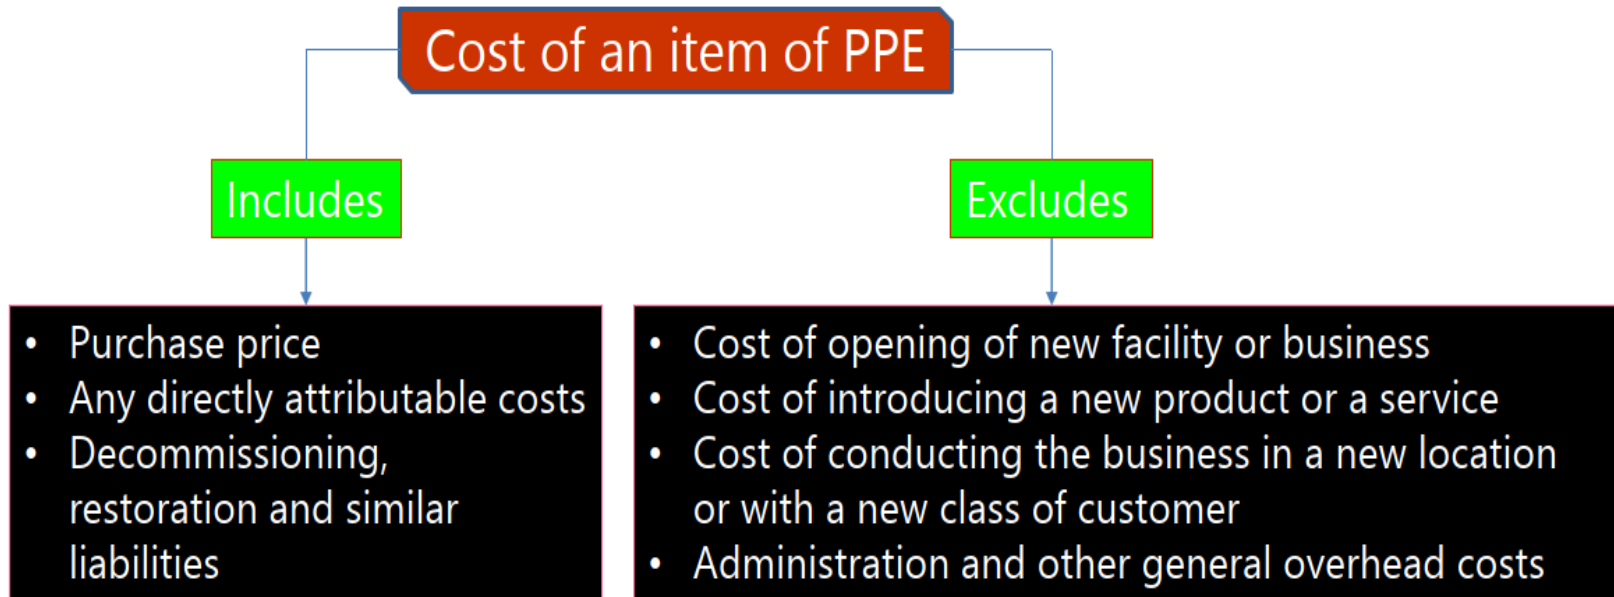 Cost of an item of PPE
Includes
Excludes
• Purchase price
• Any directly attributable costs
• Decommissioning,
restoration and similar
liabilities
• Cost of opening of new facility or business
• Cost of introducing a new product or a service
• Cost of conducting the business in a new location
or with a new class of customer
• Administration and other general overhead costs